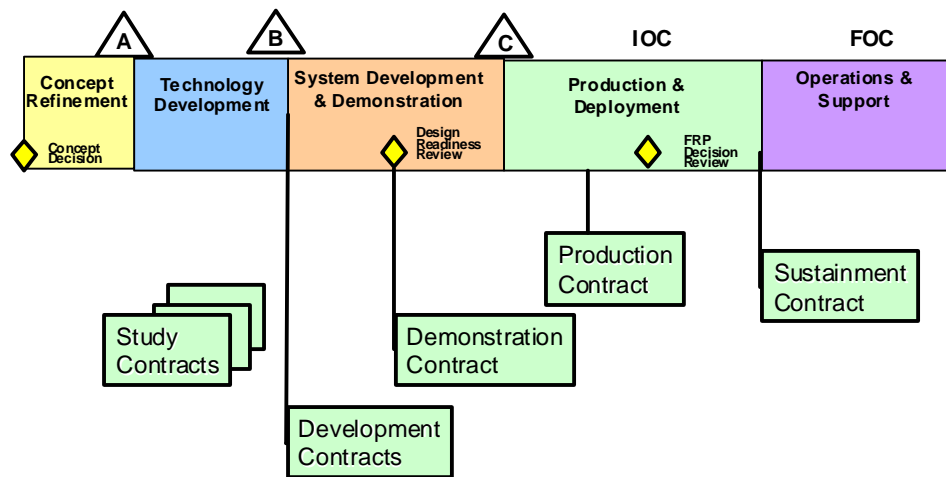 A
B
C
IOC
FOC
Concept
Refinement
Technology
Development
System Development
& Demonstration
Production &
Deployment
Operations &
Support
Concept
Decision
Design
Readiness
Review
FRP
Decision
Review
Production
Contract
Sustainment
Contract
Study
Contracts
Demonstration
Contract
Development
Contracts